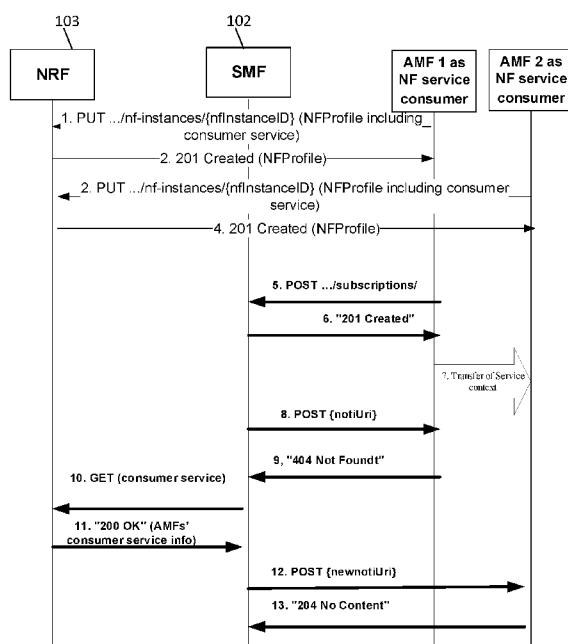 103
102
NRF
SMF
AMF 1 as
NF service
consumer
AMF 2 as
NF service
consumer
1. PUT .../nf-instances/{nfInstanceID} (NFProfile including
consumer service)
2. 201 Created (NFProfile)
2. PUT .../nf-instances/{nfInstanceID} (NFProfile including consumer
service)
4. 201 Created (NFProfile)
5. POST .../subscriptions/
6. "201 Created"
7. Transfer of Service
context
8. POST {notiUri}
9, "404 Not Foundt"
10. GET (consumer service)
11. "200 OK" (AMFs'
consumer service info)
12. POST {newnotiUri}
13. "204 No Content"